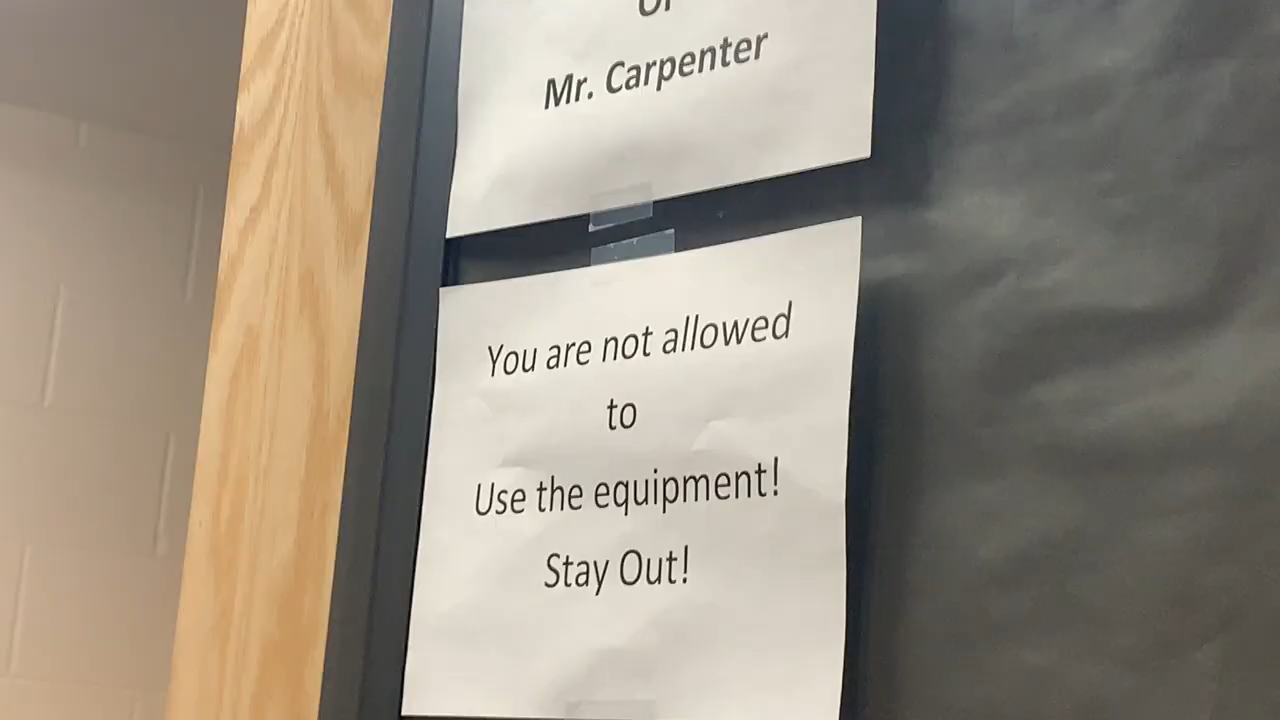 Mr. Carpenter
You are not allowed
to
Use the equipment!
Stay Out!